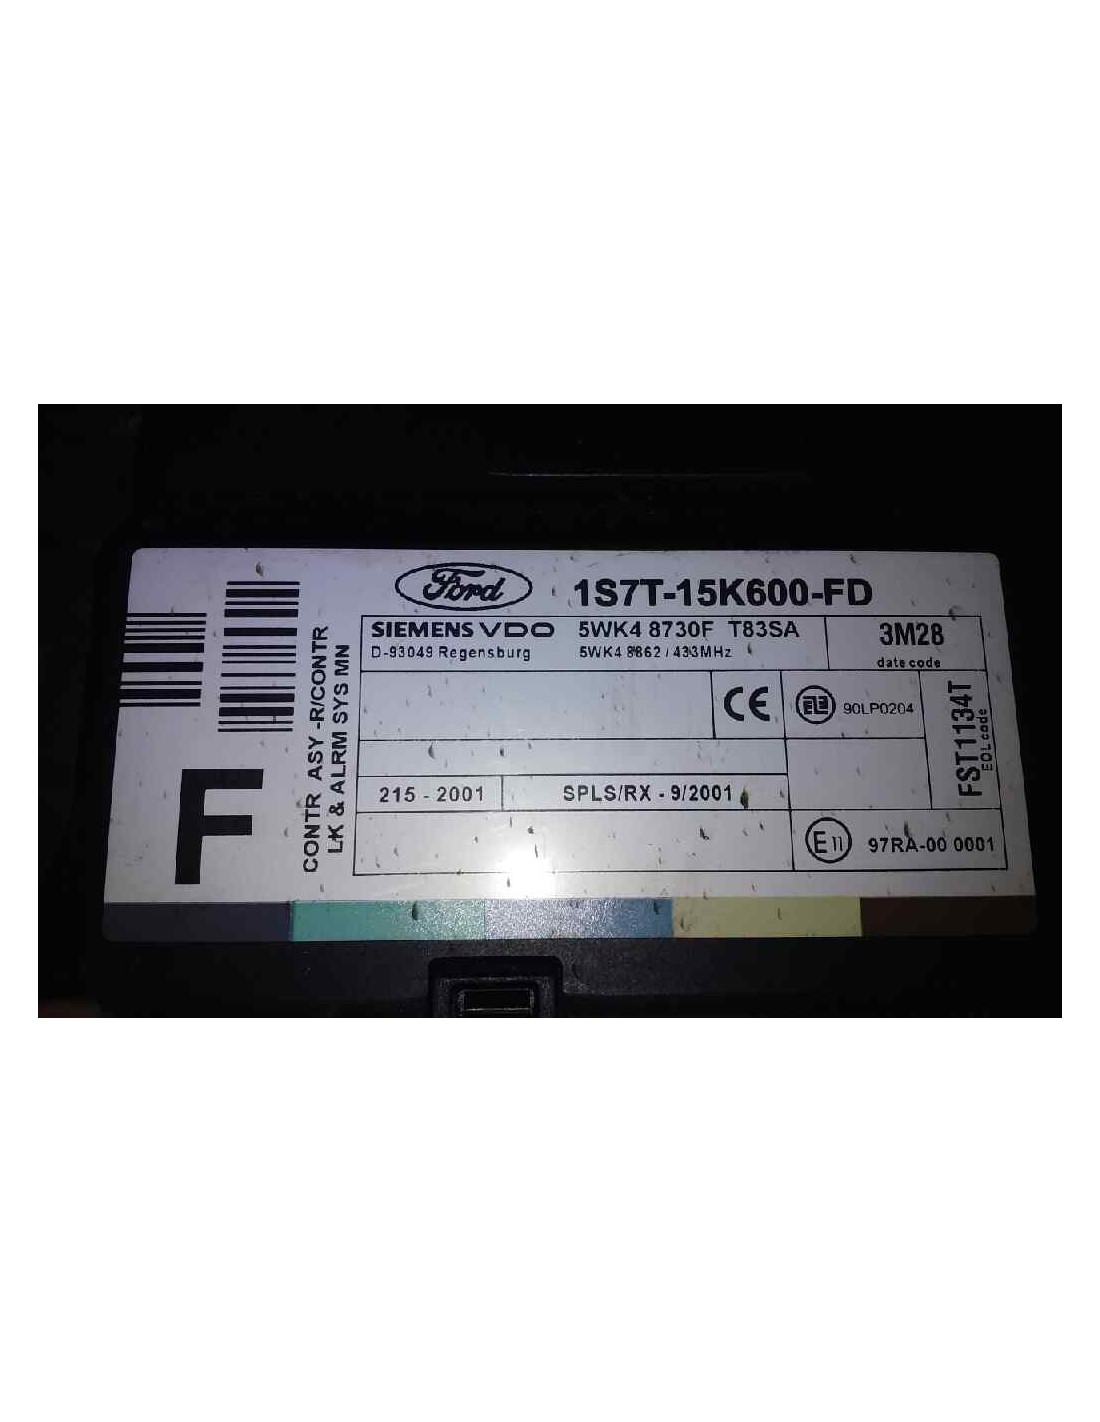 Ford 1S7T-15K600-FD
SIEMENS VDO 5WK4 8730F T83SA
D-93049 Regensburg 5WK4 8862 / 433MHz
3M28
date code
CE
90LP0204
FST1134T
EOL code
215 - 2001 SPLS/RX - 9/2001
E11 97RA-00 0001
CONTR ASY -R/CONTR
LK & ALRM SYS MN
F